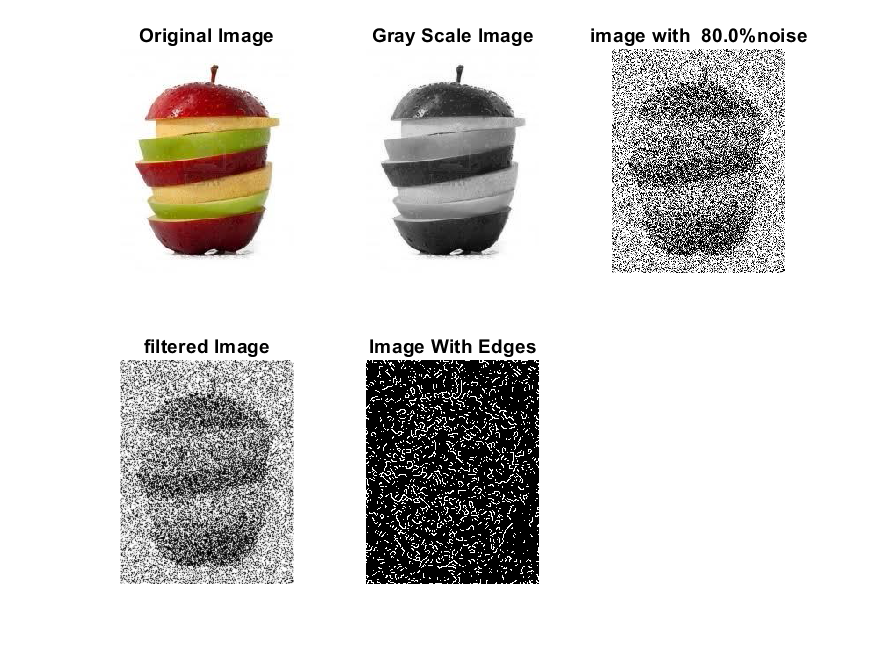 Original Image
Gray Scale Image
image with  80.0%noise
filtered Image
Image With Edges